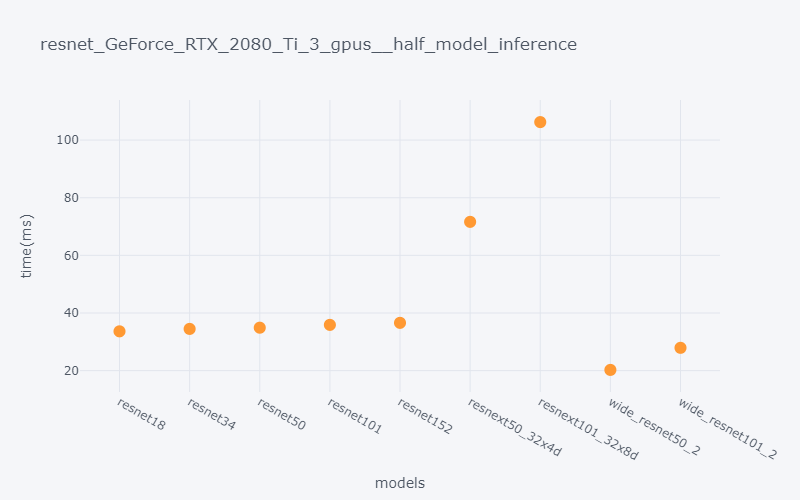 resnet_GeForce_RTX_2080_Ti_3_gpus__half_model_inference
100
80
60
40
20
time(ms)
resnet18
resnet34
resnet50
resnet101
resnet152
resnext50_32x4d
resnext101_32x8d
wide_resnet50_2
wide_resnet101_2
models